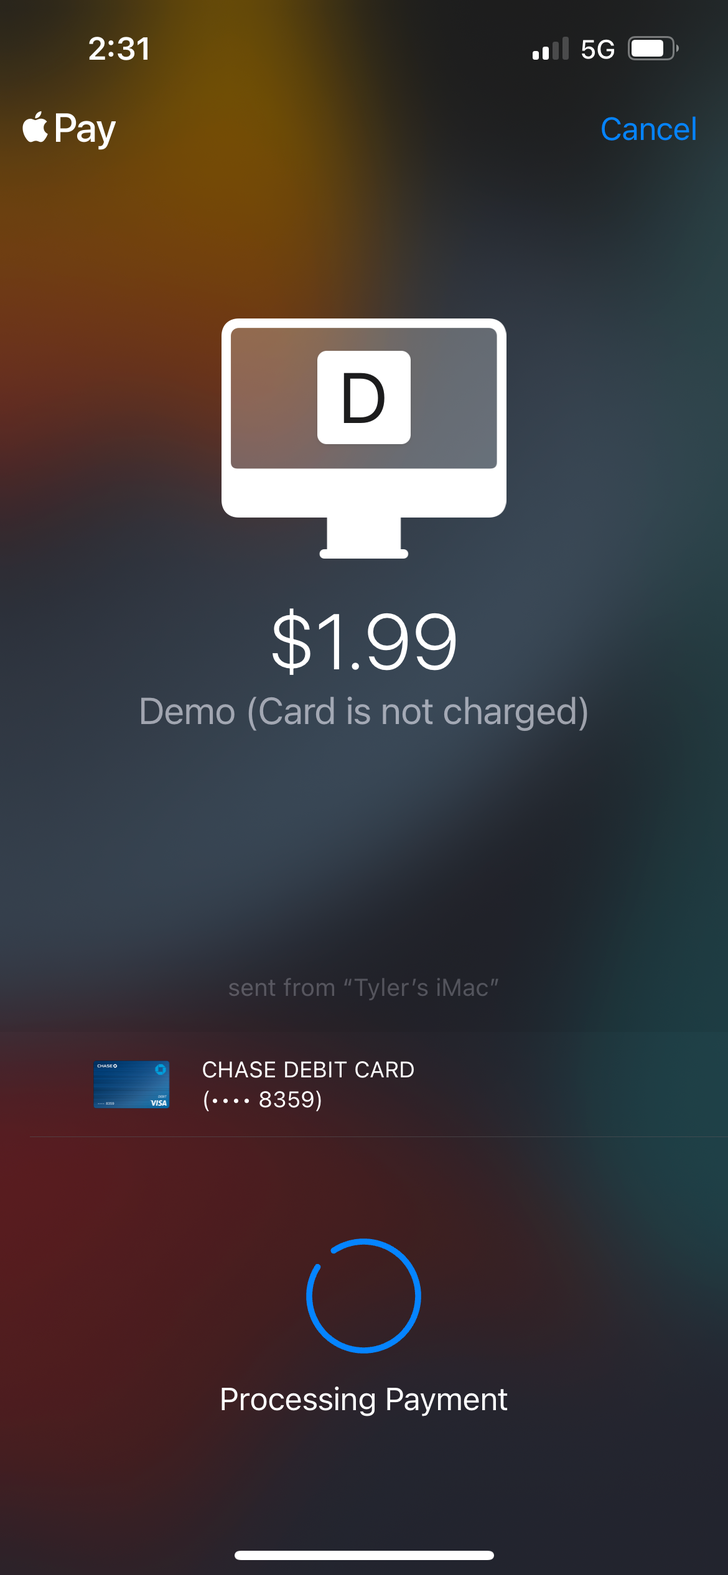 2:31 5G
Pay Cancel
D
$1.99
Demo (Card is not charged)
sent from “Tyler’s iMac”
CHASE
CHASE DEBIT CARD
(•••• 8359)
DEBIT
VISA
Processing Payment